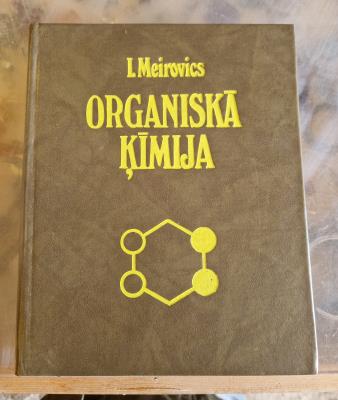 I. Meirovics
ORGANISKĀ
ĶĪMIJA